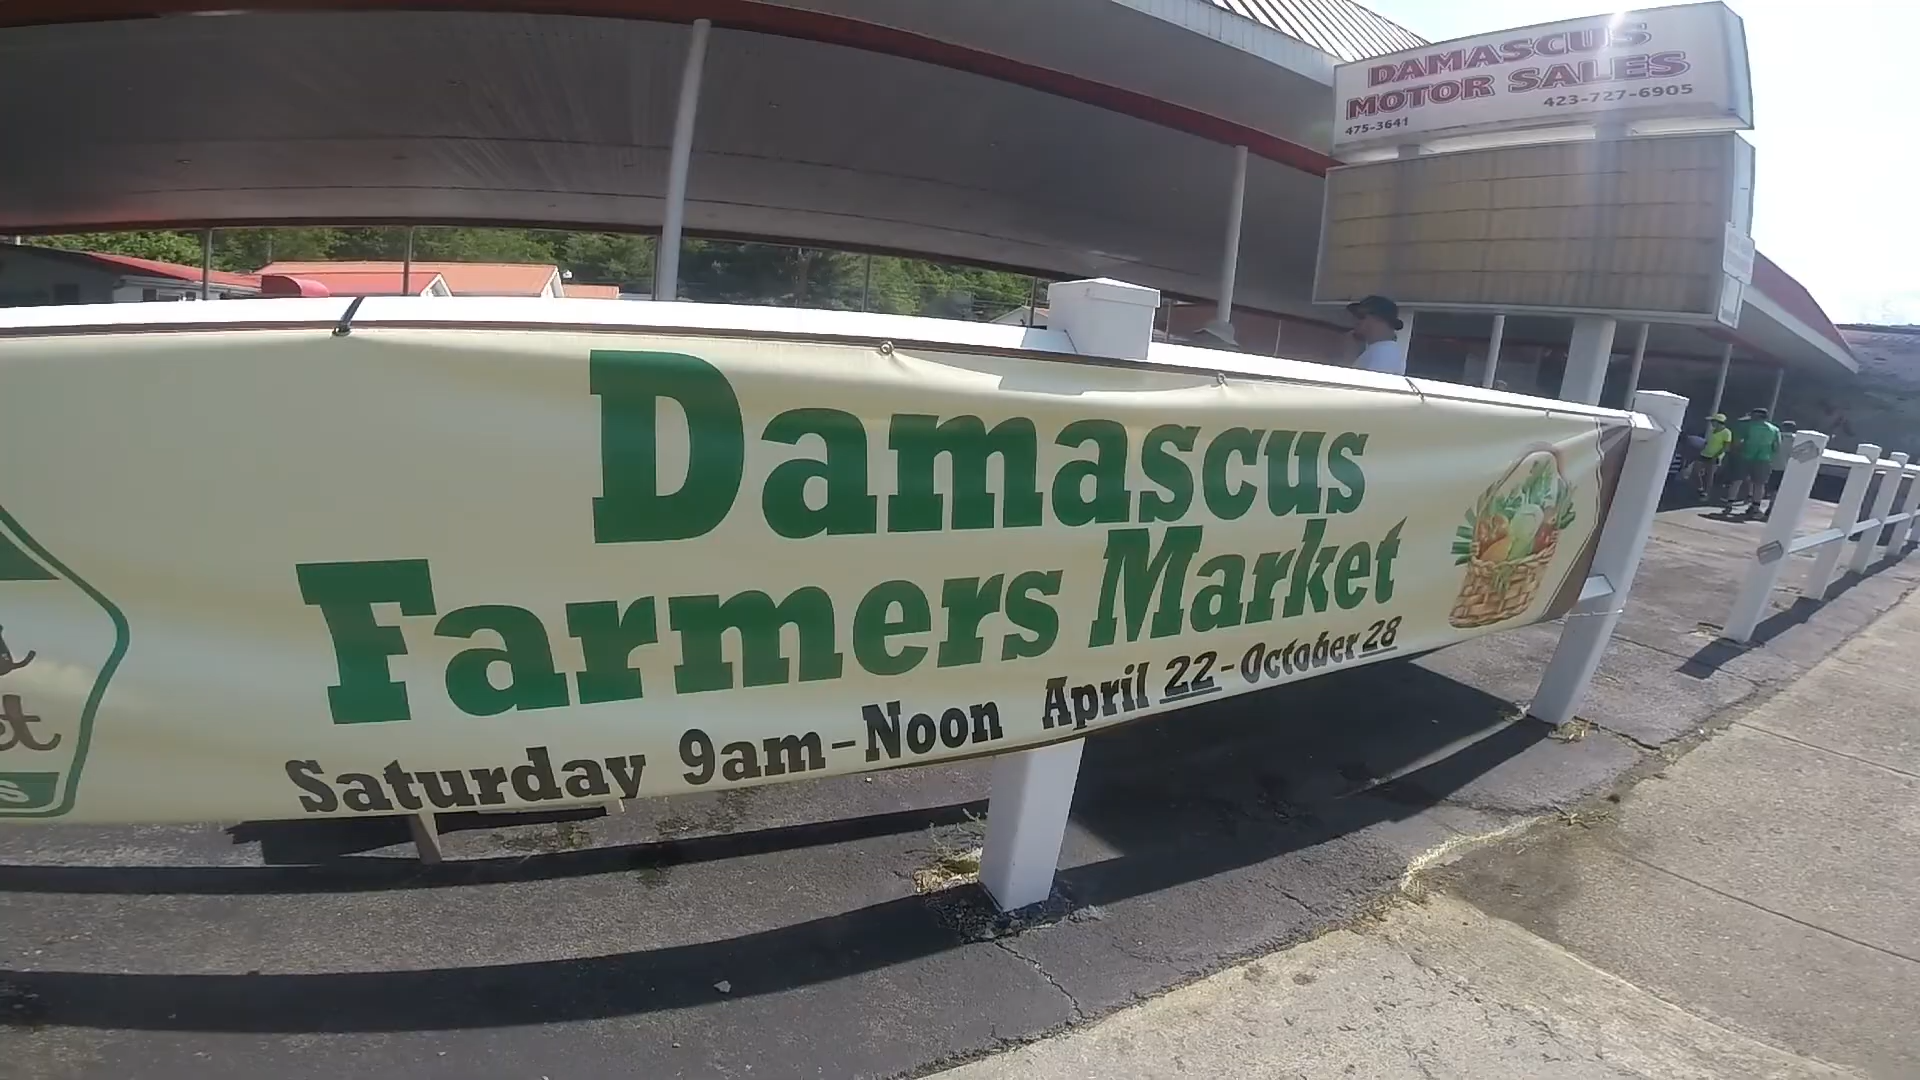 DAMASCUS
MOTOR SALES
423-727-6905
475-3641
Damascus
Farmers Market
Saturday 9am-Noon April 22-October 28